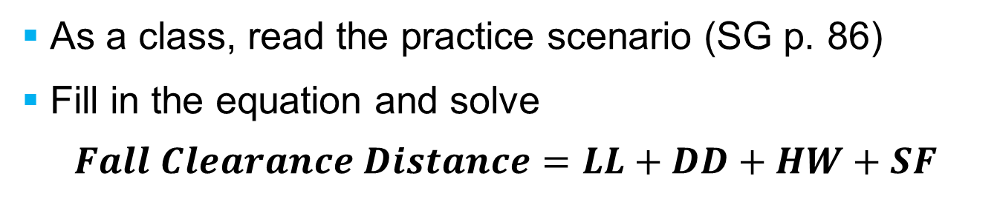 ▪ As a class, read the practice scenario (SG p. 86)
▪ Fill in the equation and solve
Fall Clearance Distance = LL + DD + HW + SF